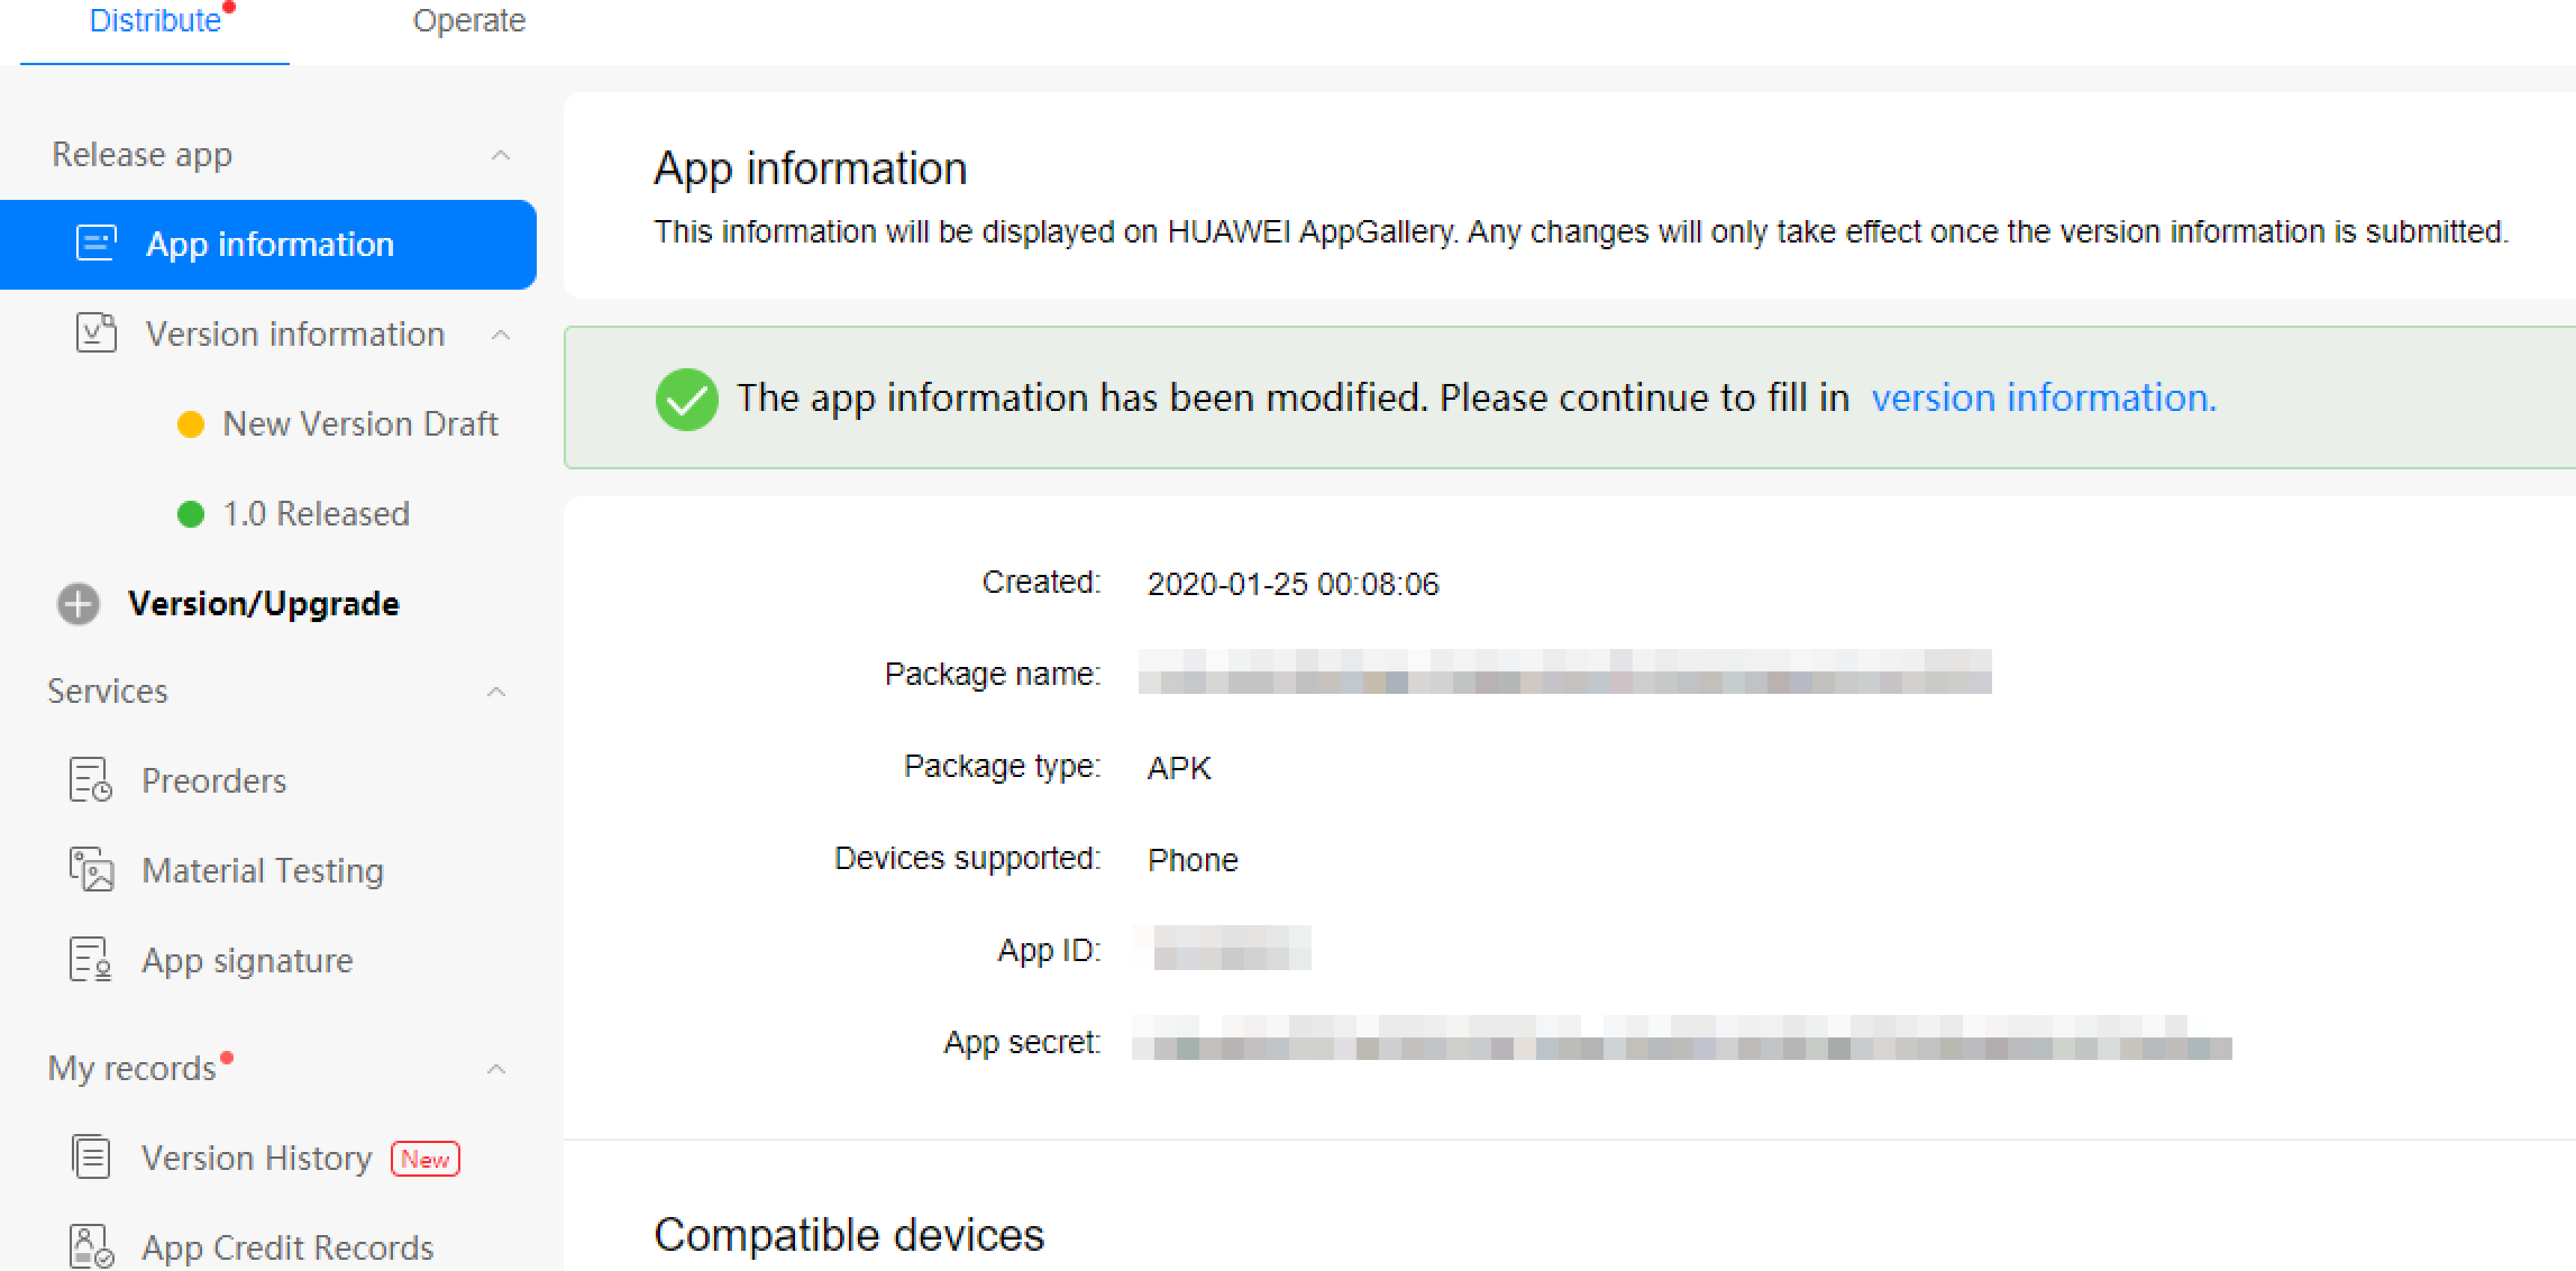 Distribute
Operate
Release app
App information
Version information
New Version Draft
1.0 Released
Version/Upgrade
Services
Preorders
Material Testing
App signature
My records
Version History New
App Credit Records
App information
This information will be displayed on HUAWEI AppGallery. Any changes will only take effect once the version information is submitted.
The app information has been modified. Please continue to fill in version information.
Created: 2020-01-25 00:08:06
Package name:
Package type: APK
Devices supported: Phone
App ID:
App secret:
Compatible devices